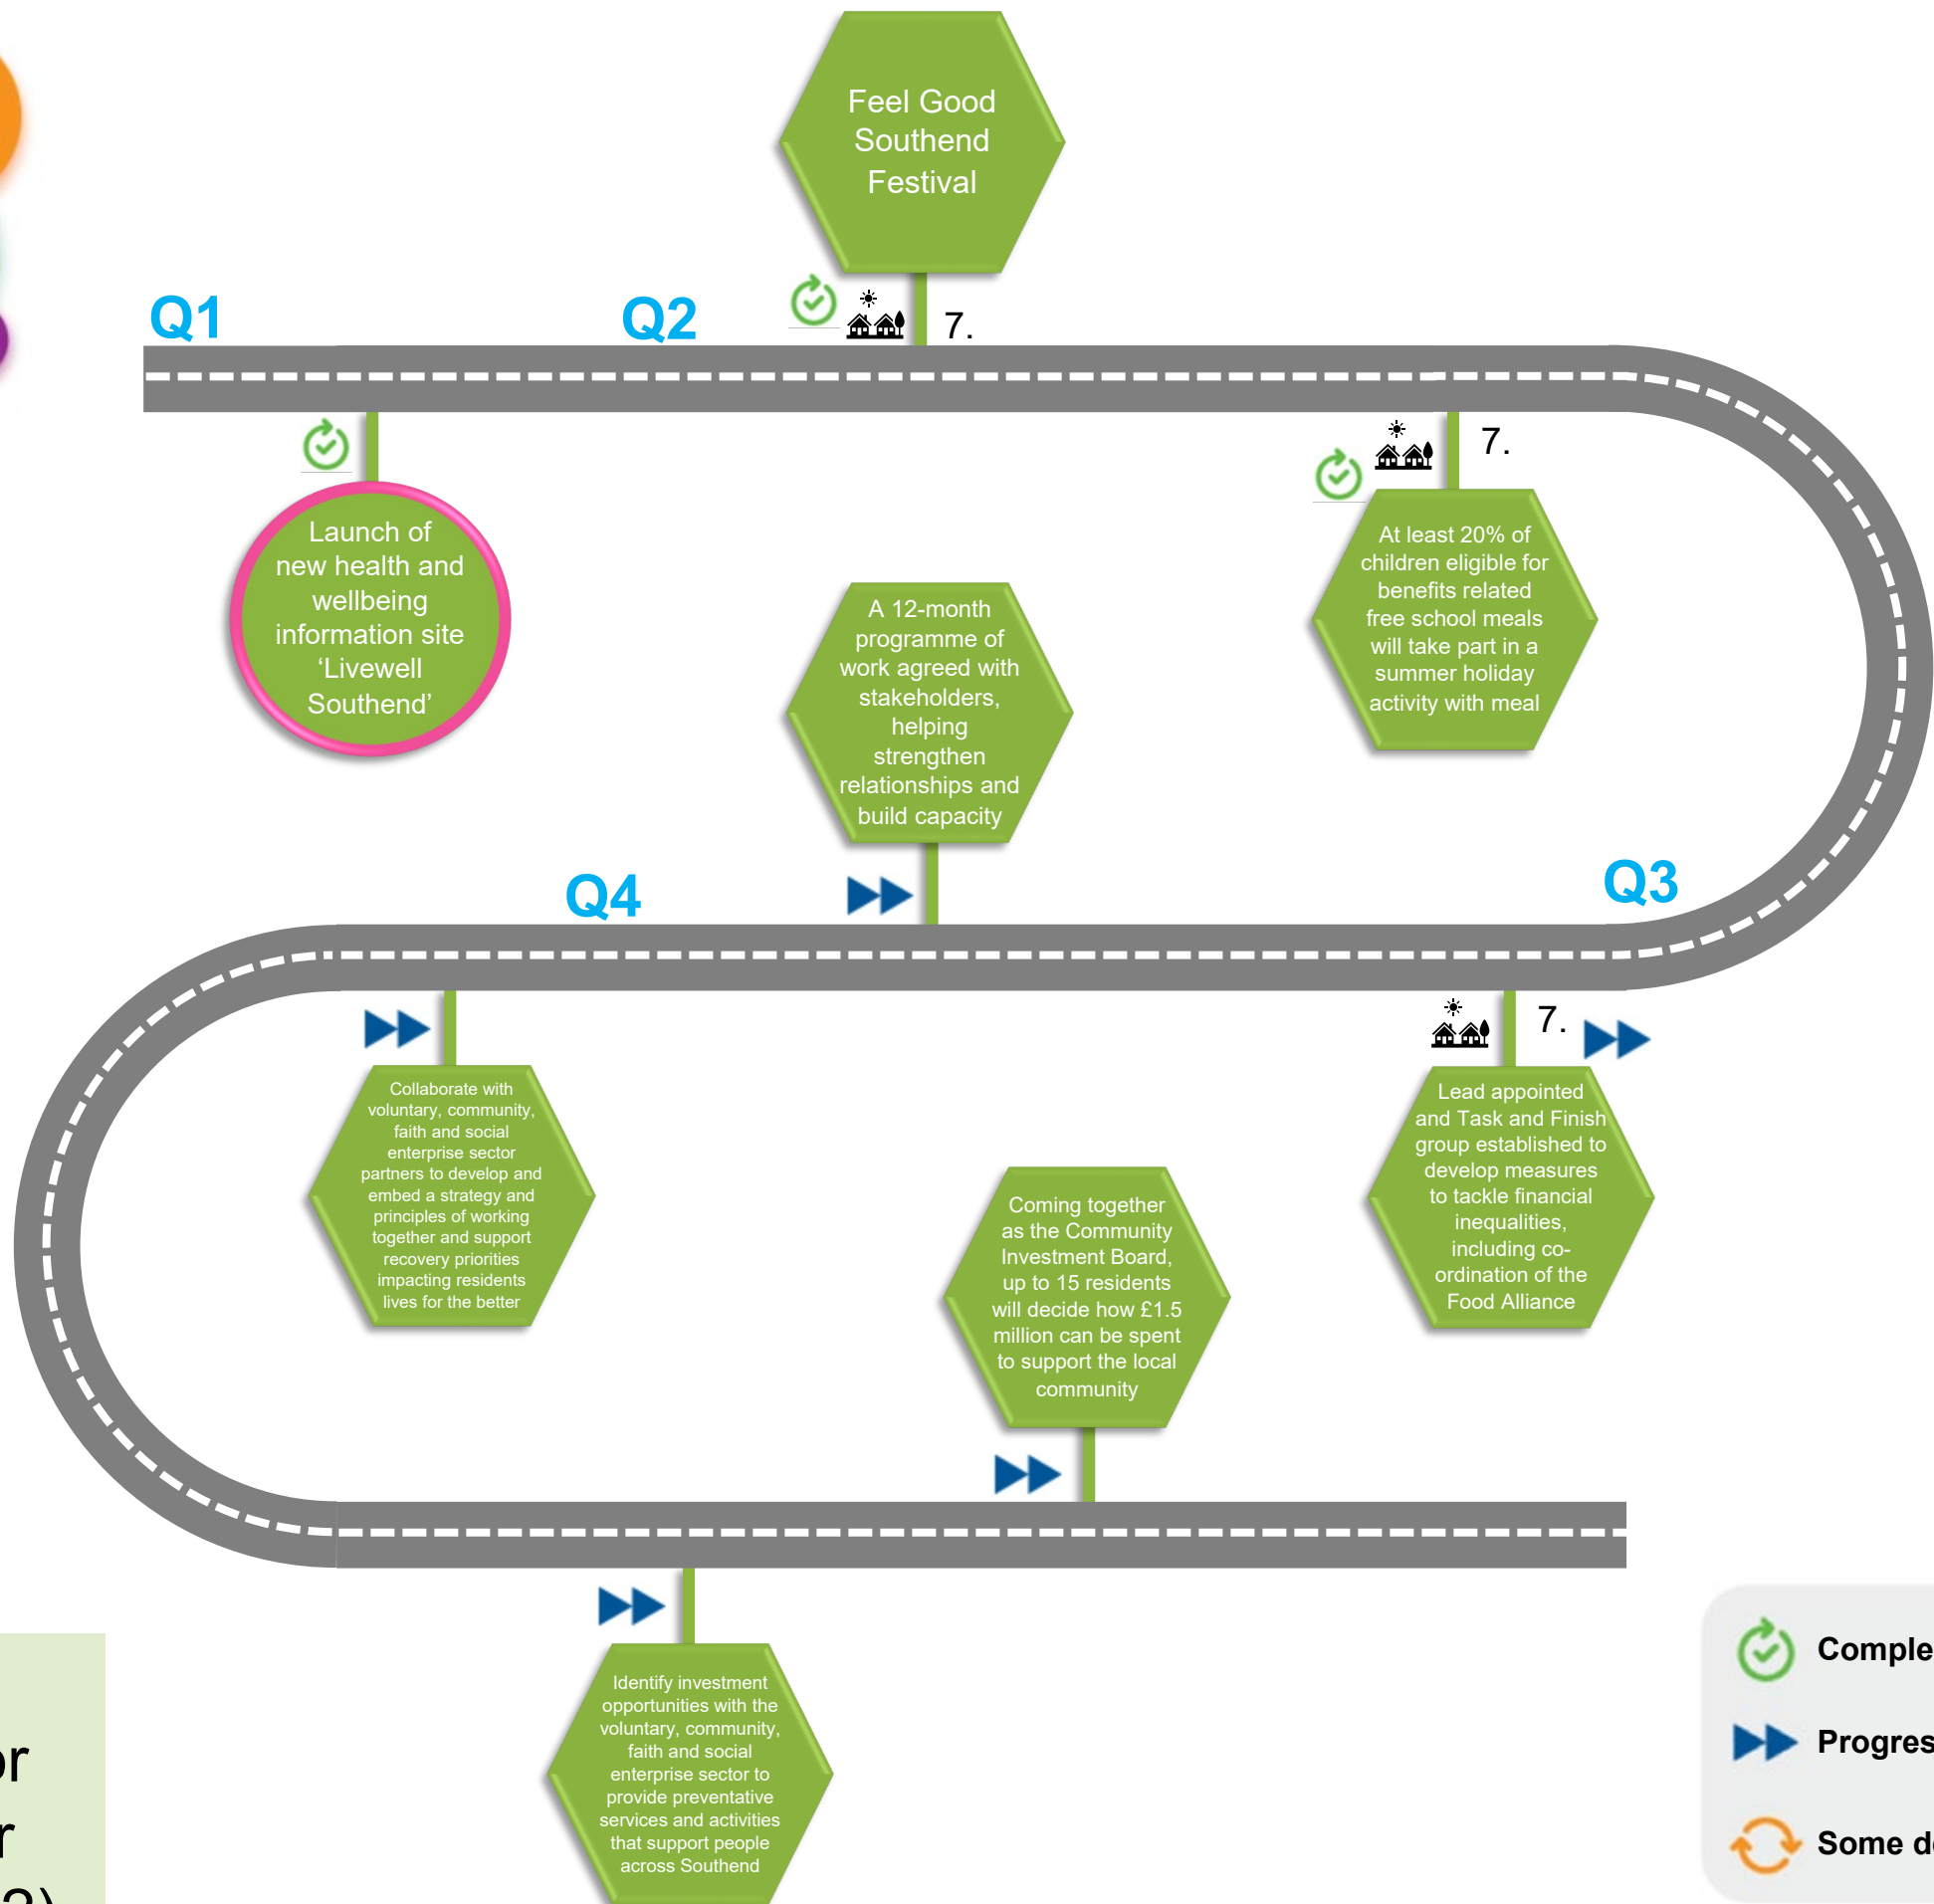 Feel Good
Southend
Festival
Q1
Q2
7.
7.
Launch of
new health and
wellbeing
information site
‘Livewell
Southend’
At least 20% of
children eligible for
benefits related
free school meals
will take part in a
summer holiday
activity with meal
A 12-month
programme of
work agreed with
stakeholders,
helping
strengthen
relationships and
build capacity
Q4
Q3
7.
Collaborate with
voluntary, community,
faith and social
enterprise sector
partners to develop and
embed a strategy and
principles of working
together and support
recovery priorities
impacting residents
lives for the better
Lead appointed
and Task and Finish
group established to
develop measures
to tackle financial
inequalities,
including co-
ordination of the
Food Alliance
Coming together
as the Community
Investment Board,
up to 15 residents
will decide how £1.5
million can be spent
to support the local
community
Identify investment
opportunities with the
voluntary, community,
faith and social
enterprise sector to
provide preventative
services and activities
that support people
across Southend
Comple
Progres
Some d
or
r
2)